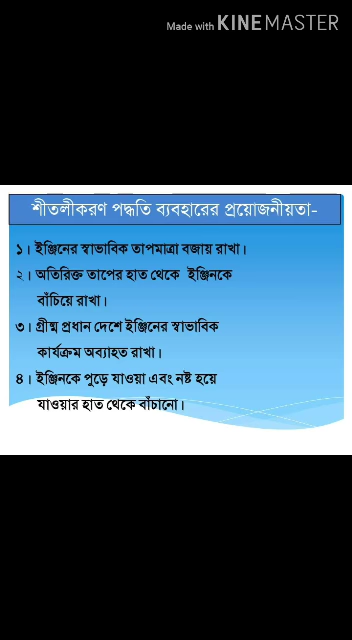 Made with KINEMASTER
শীতলীকরণ পদ্ধতি ব্যবহারের প্রয়োজনীয়তা-
১। ইঞ্জিনের স্বাভাবিক তাপমাত্রা বজায় রাখা।
২। অতিরিক্ত তাপের হাত থেকে ইঞ্জিনকে
বাঁচিয়ে রাখা।
৩। গ্রীষ্ম প্রধান দেশে ইঞ্জিনের স্বাভাবিক
কার্যক্রম অব্যাহত রাখা।
৪। ইঞ্জিনকে পুড়ে যাওয়া এবং নষ্ট হয়ে
যাওয়ার হাত থেকে বাঁচানো।